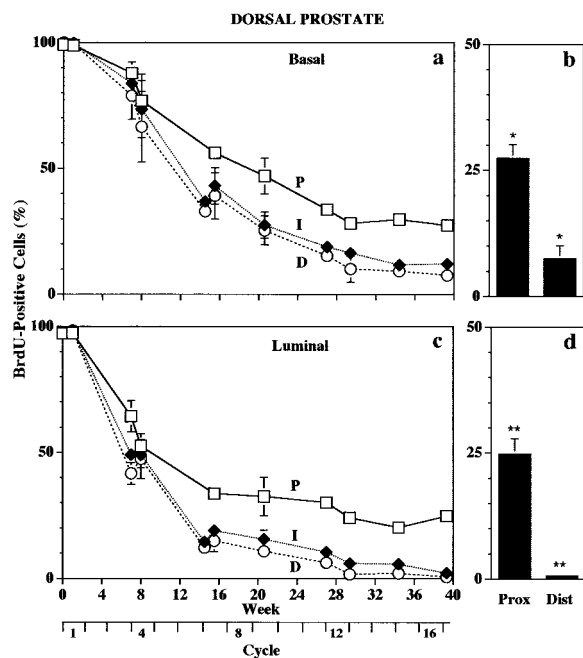 DORSAL PROSTATE
BrdU-Positive Cells (%)
100
50
0
Basal
a
P
I
D
50
25
0
b
*
*
100
50
0
Luminal
c
P
I
D
0 4 8 12 16 20 24 28 32 36 40
Week
1 4 8 12 16
Cycle
50
25
0
d
**
**
Prox Dist